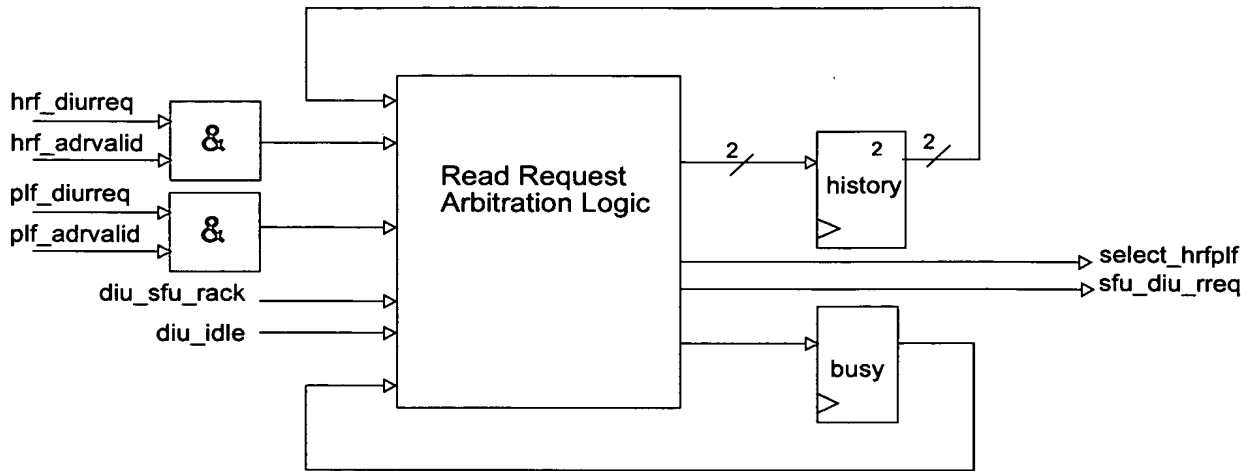 hrf_diurreq
hrf_adrvalid
&
plf_diurreq
plf_adrvalid
&
diu_sfu_rack
diu_idle
Read Request
Arbitration Logic
2
2
2
history
select_hrfplf
sfu_diu_rreq
busy